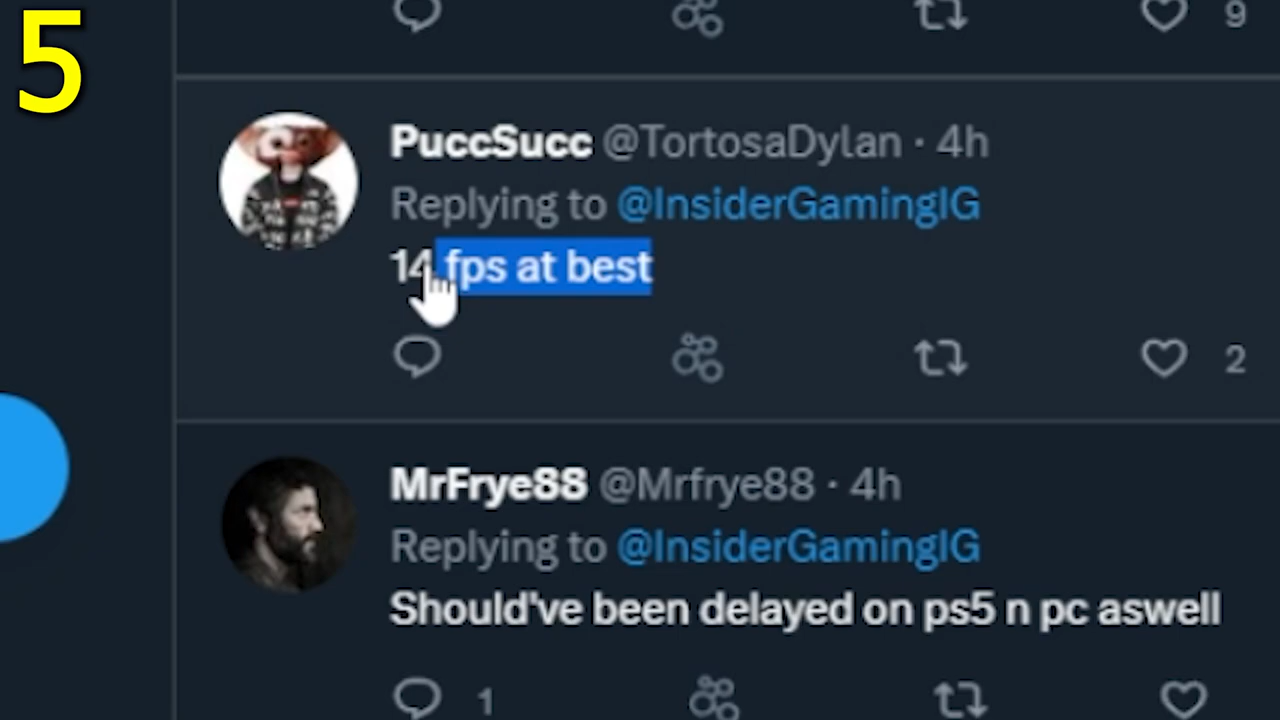 5
9
PuccSucc @TortosaDylan · 4h
Replying to @InsiderGamingIG
14 fps at best
2
MrFrye88 @Mrfrye88 · 4h
Replying to @InsiderGamingIG
Should've been delayed on ps5 n pc aswell
1